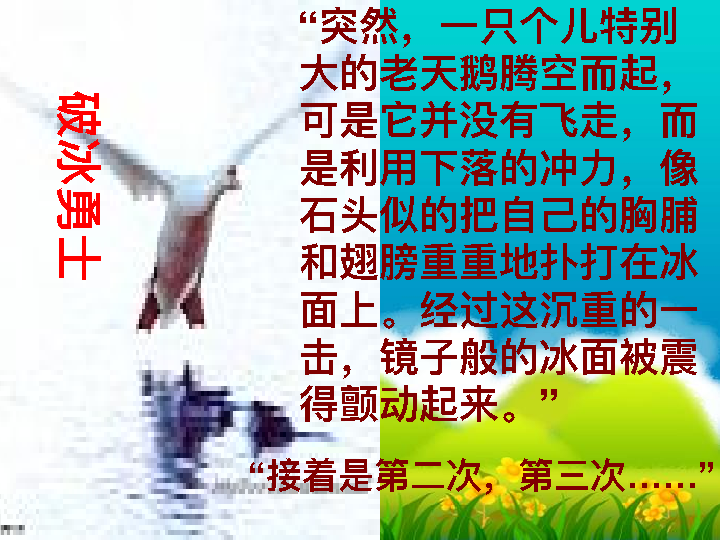 破冰勇士
“突然，一只个儿特别
大的老天鹅腾空而起，
可是它并没有飞走，而
是利用下落的冲力，像
石头似的把自己的胸脯
和翅膀重重地扑打在冰
面上。经过这沉重的一
击，镜子般的冰面被震
得颤动起来。”
“接着是第二次，第三次……”